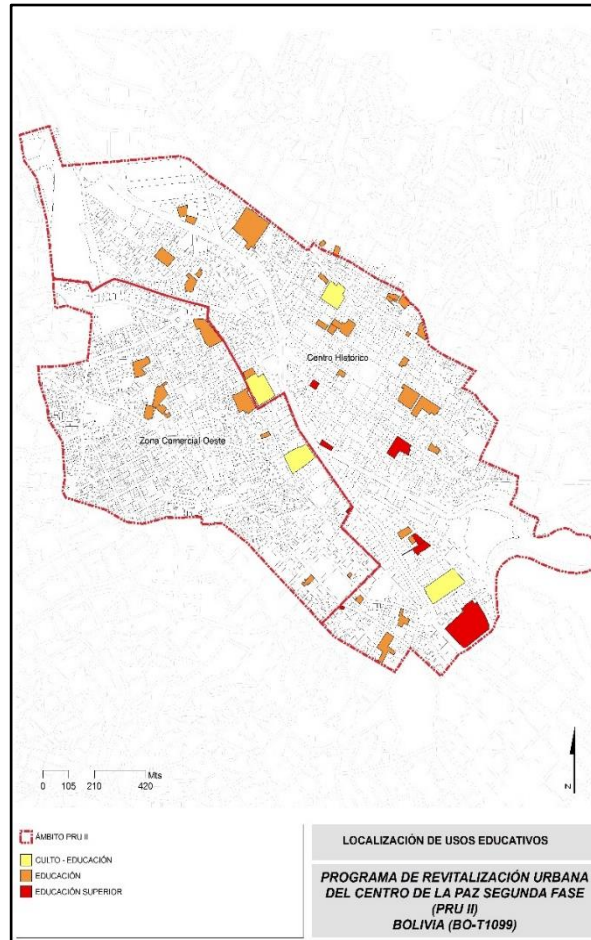 Centro Histórico
Zona Comercial Oeste
Mts
0 105 210 420
N
ÁMBITO PRU II
CULTO - EDUCACIÓN
EDUCACIÓN
EDUCACIÓN SUPERIOR
LOCALIZACIÓN DE USOS EDUCATIVOS
PROGRAMA DE REVITALIZACIÓN URBANA
DEL CENTRO DE LA PAZ SEGUNDA FASE
(PRU II)
BOLIVIA (BO-T1099)